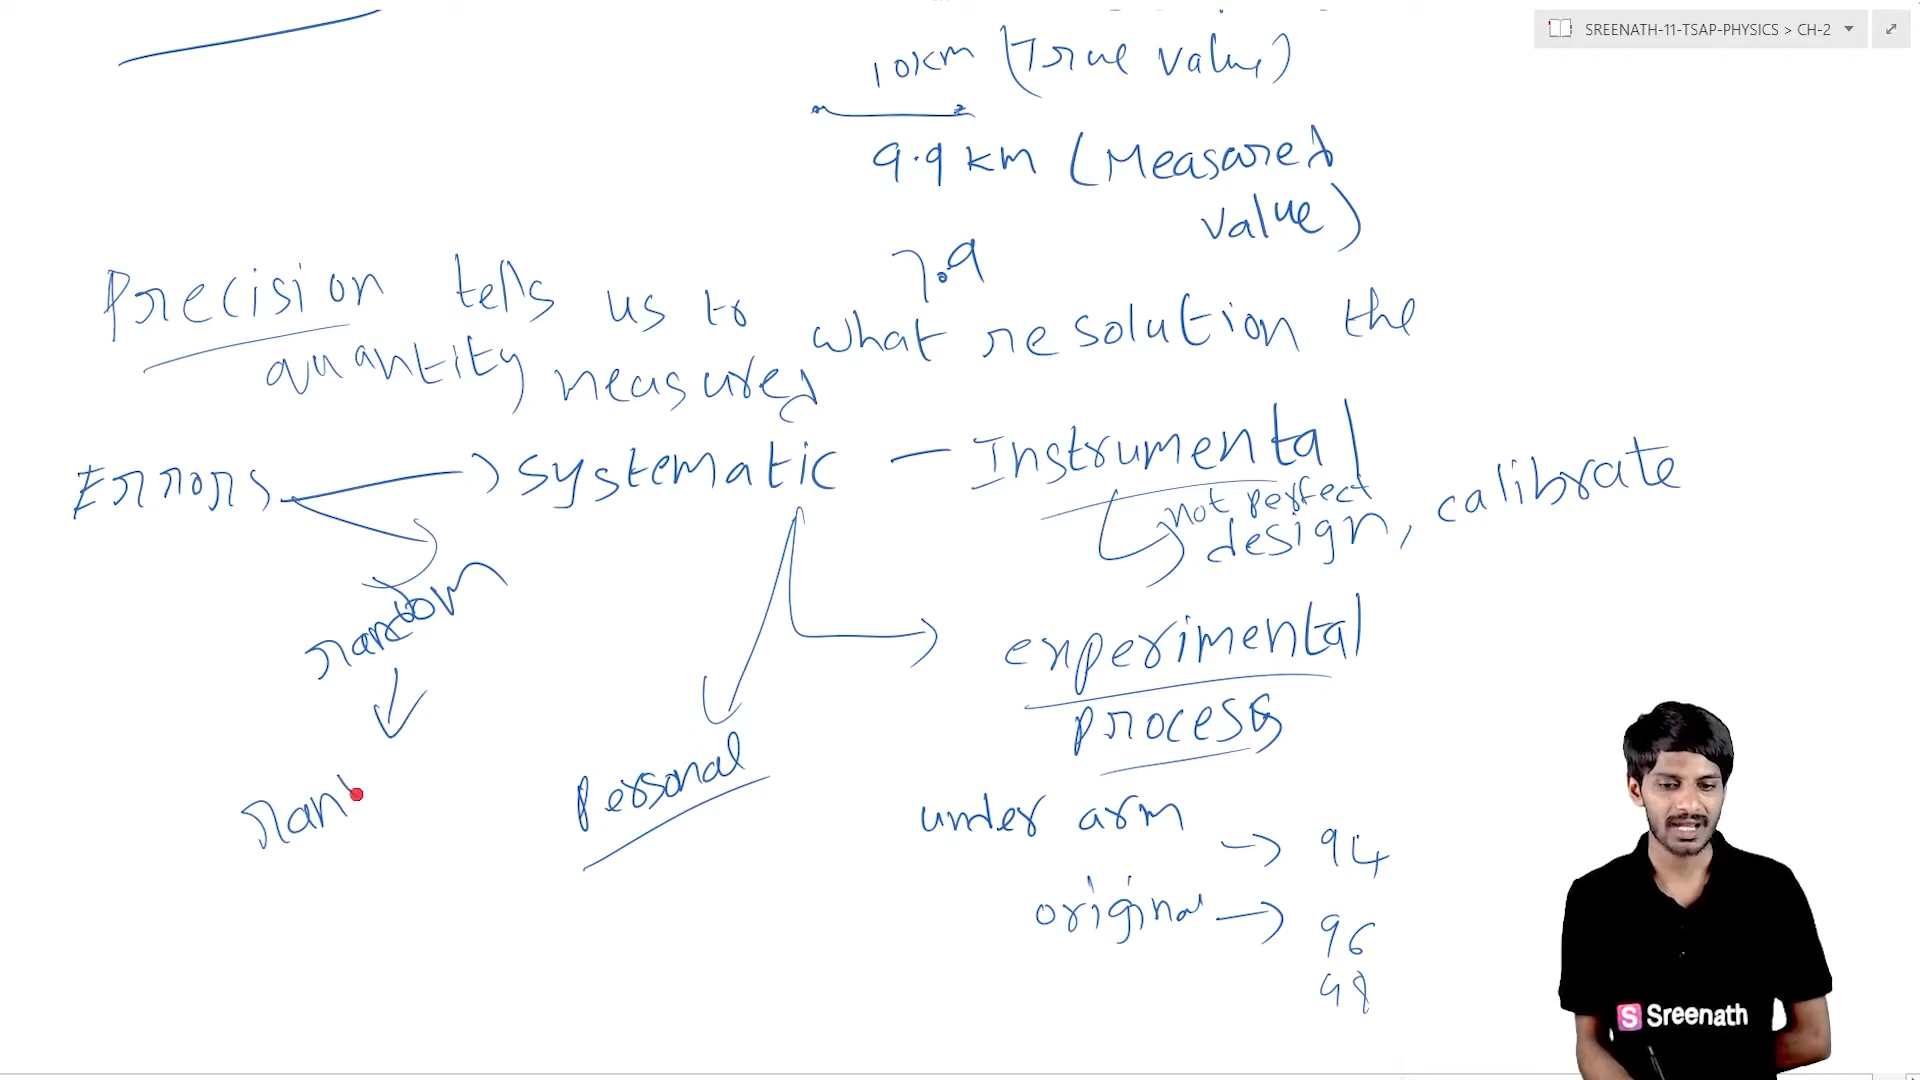 SREENATH-11-TSAP-PHYSICS > CH-2
10km (True value)
9.9 km (Measured
value)
7.9
Precision tells us to what resolution the
quantity measured
Errors systematic - Instrumental
not perfect
design, calibrate
random
experimental
process
Personal
ran
under arm → 94
original → 96
98
S Sreenath